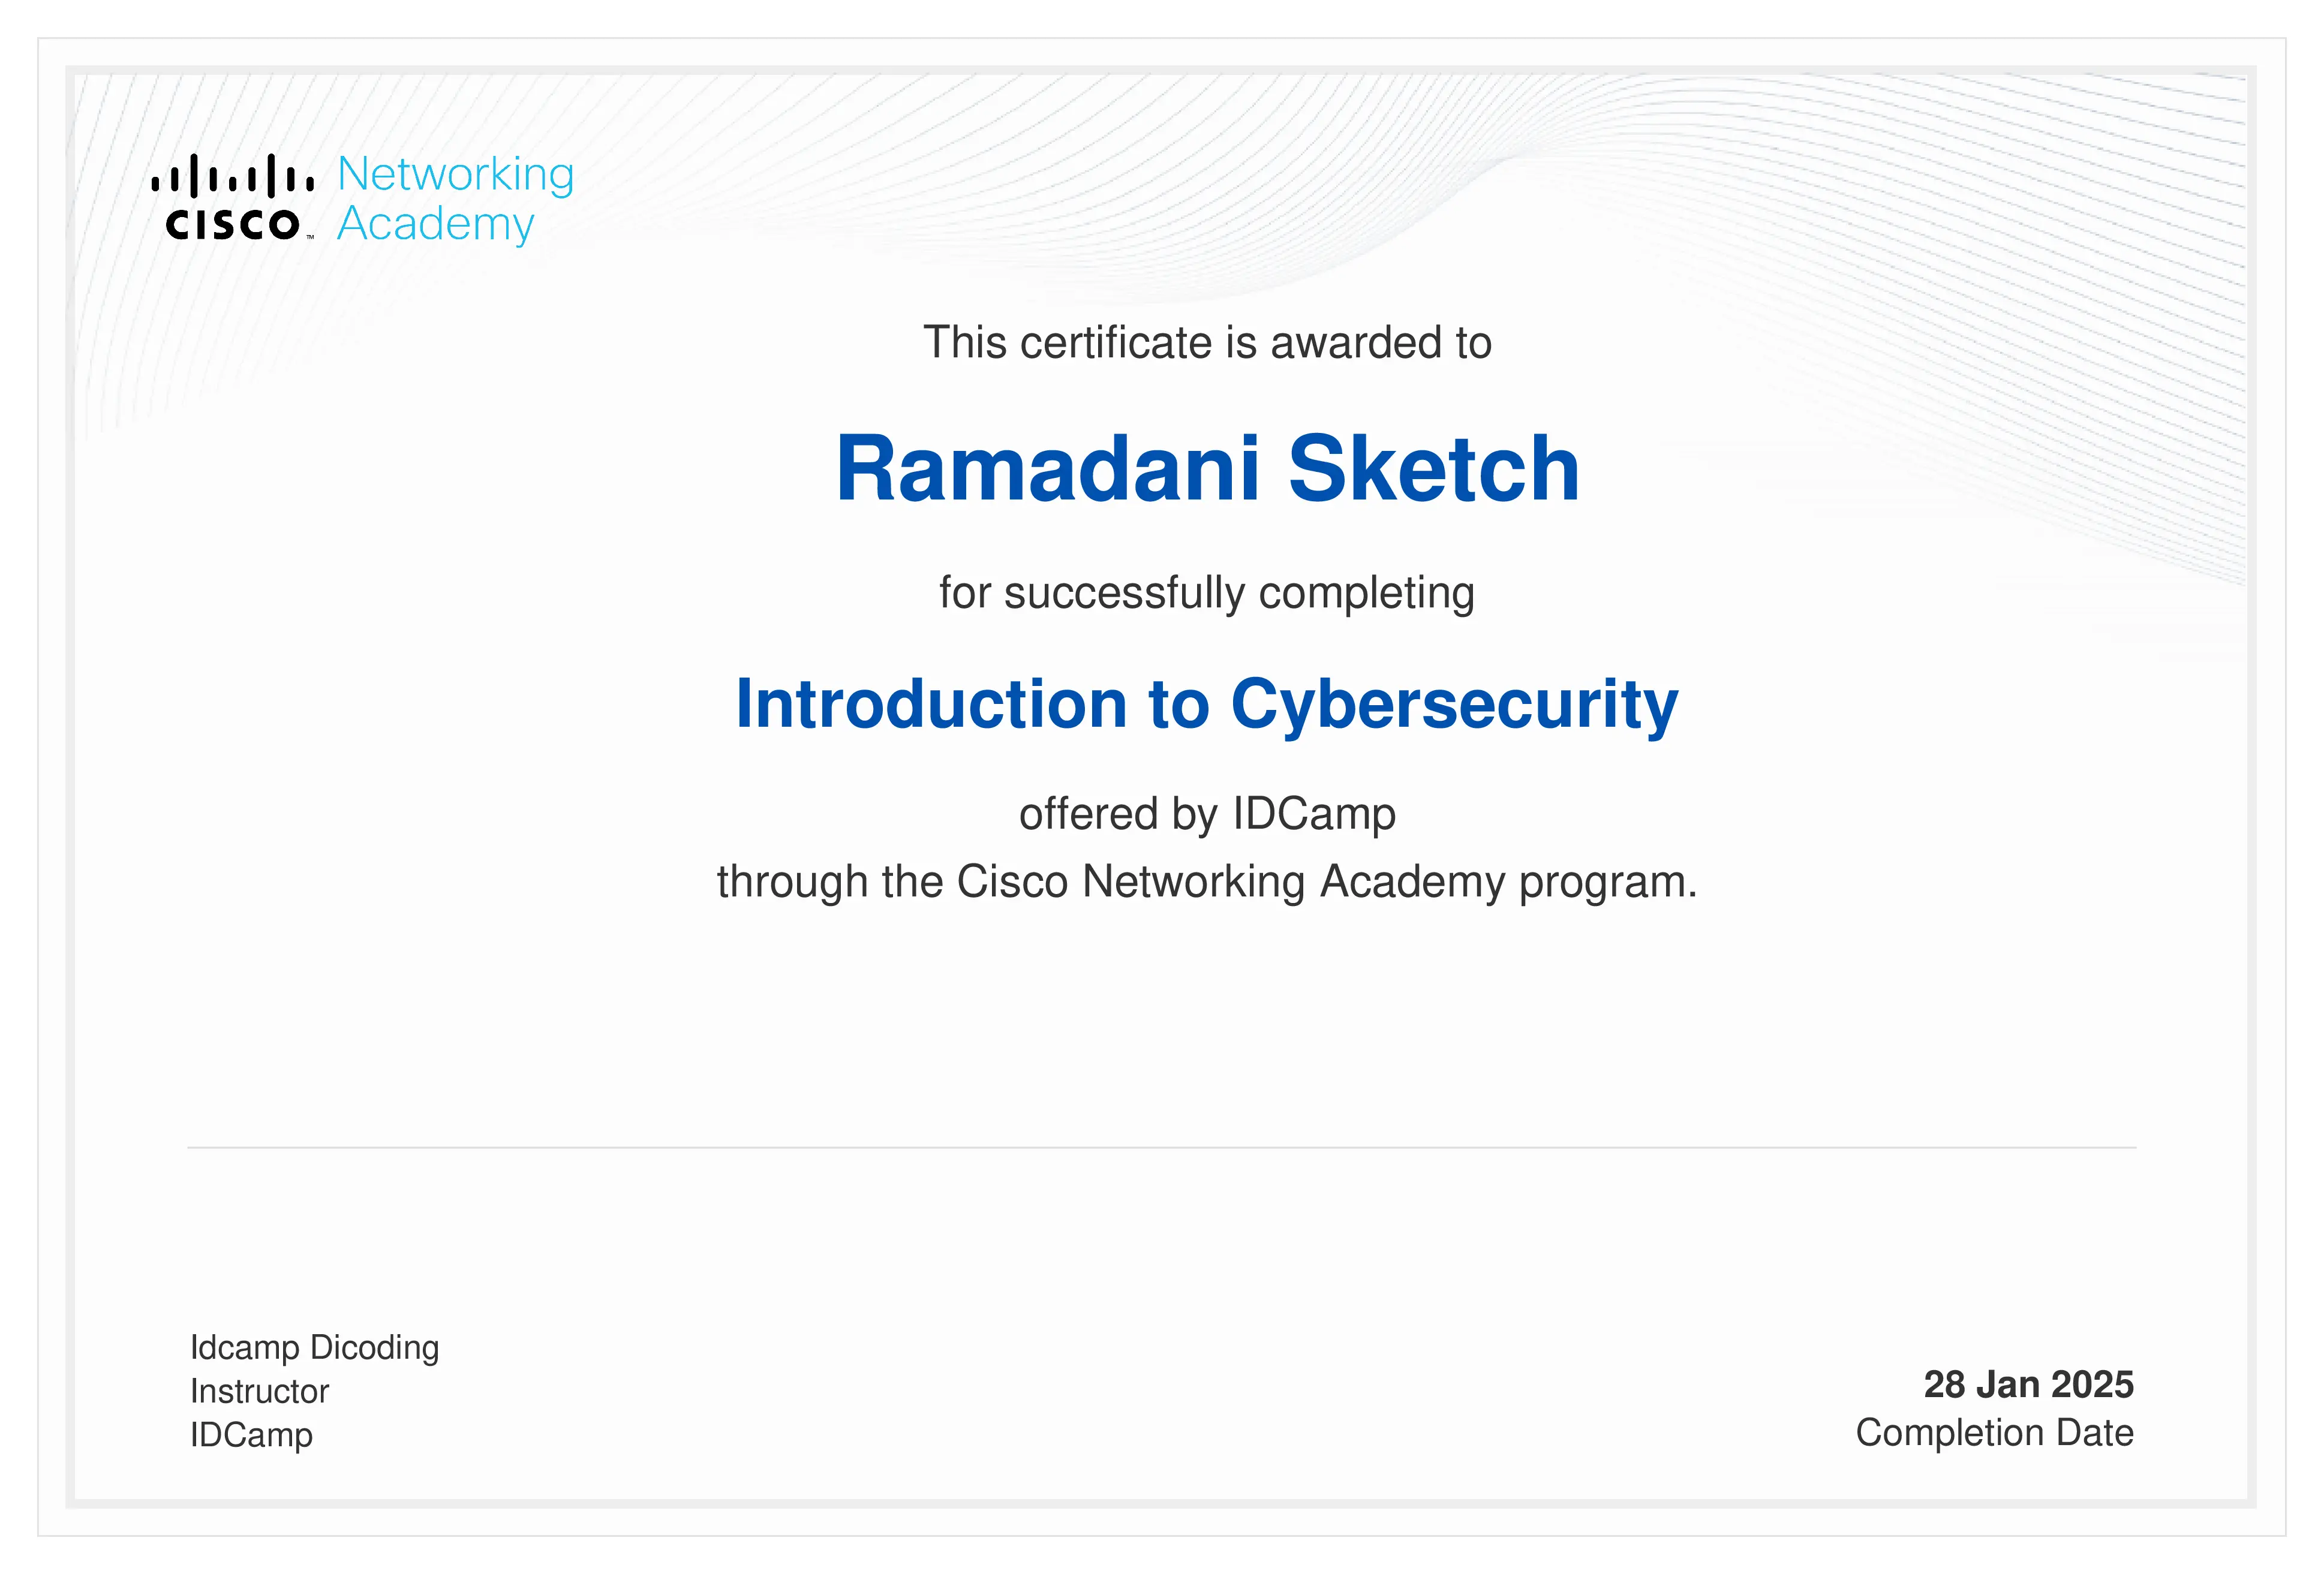 Networking
Academy
CISCO™
This certificate is awarded to
Ramadani Sketch
for successfully completing
Introduction to Cybersecurity
offered by IDCamp
through the Cisco Networking Academy program.
Idcamp Dicoding
Instructor
IDCamp
28 Jan 2025
Completion Date